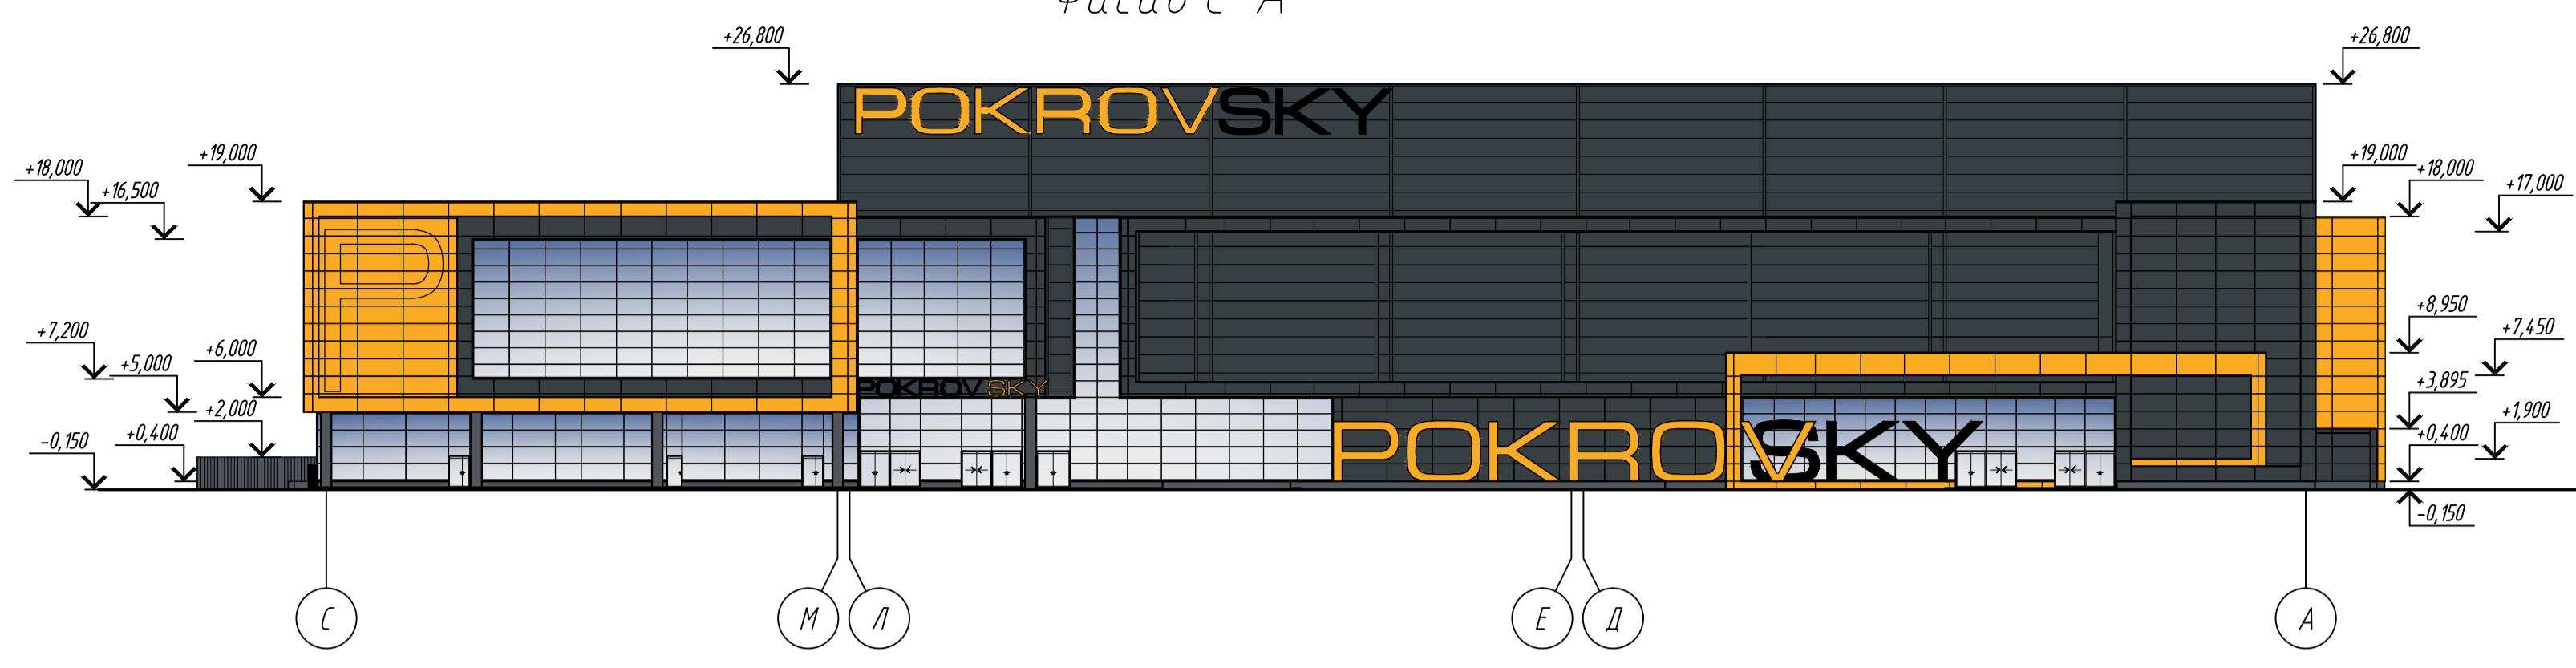 Фасад С-А
+26,800
+26,800
POKROVSKY
+19,000
+18,000
+16,500
+19,000
+18,000
+17,000
+7,200
+5,000
+6,000
+2,000
+0,400
-0,150
+8,950
+7,450
+3,895
+1,900
+0,400
-0,150
P
POKROVSKY
POKROVSKY
С
М
Л
Е
Д
А